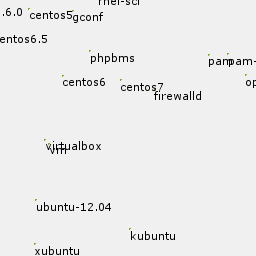 rhel-scl
.6.0
centos5
gconf
entos6.5
phpbms
pam
pam-
centos6
centos7
op
firewalld
virtualbox
vm
ubuntu-12.04
kubuntu
xubuntu